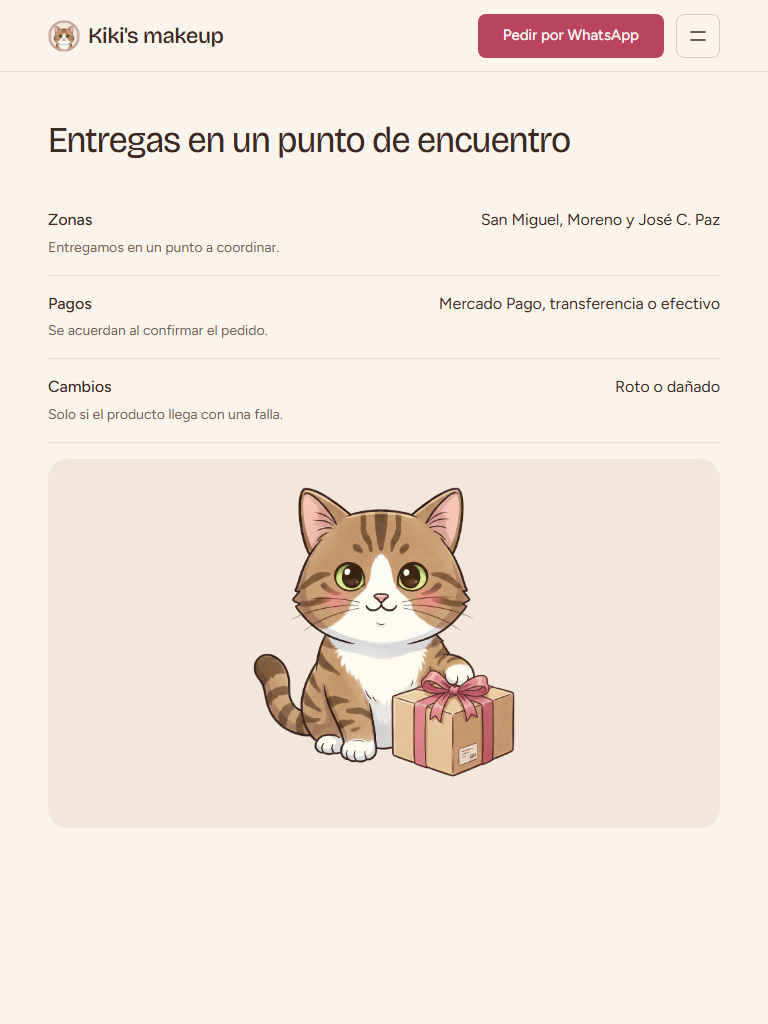 Kiki's makeup
Pedir por WhatsApp
Entregas en un punto de encuentro
Zonas
San Miguel, Moreno y José C. Paz
Entregamos en un punto a coordinar.
Pagos
Mercado Pago, transferencia o efectivo
Se acuerdan al confirmar el pedido.
Cambios
Roto o dañado
Solo si el producto llega con una falla.